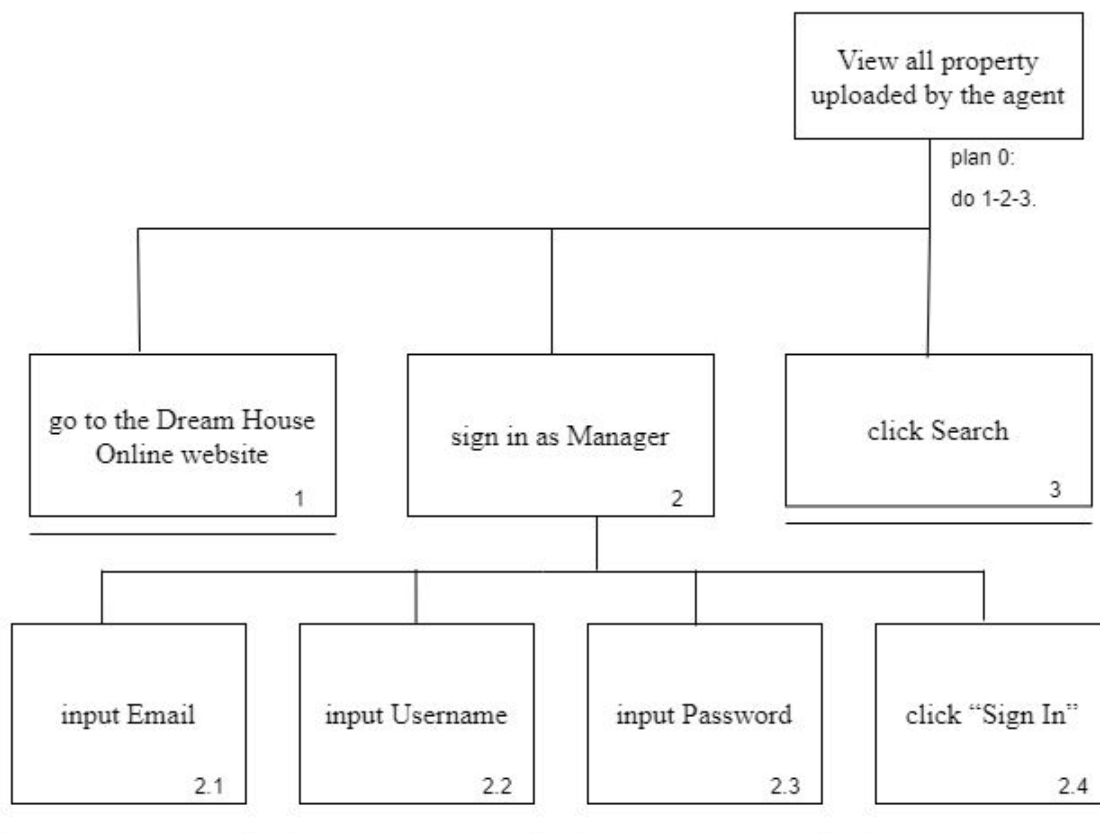 View all property
uploaded by the agent
plan 0:
do 1-2-3.
go to the Dream House
Online website
1
sign in as Manager
2
click Search
3
input Email
2.1
input Username
2.2
input Password
2.3
click “Sign In”
2.4